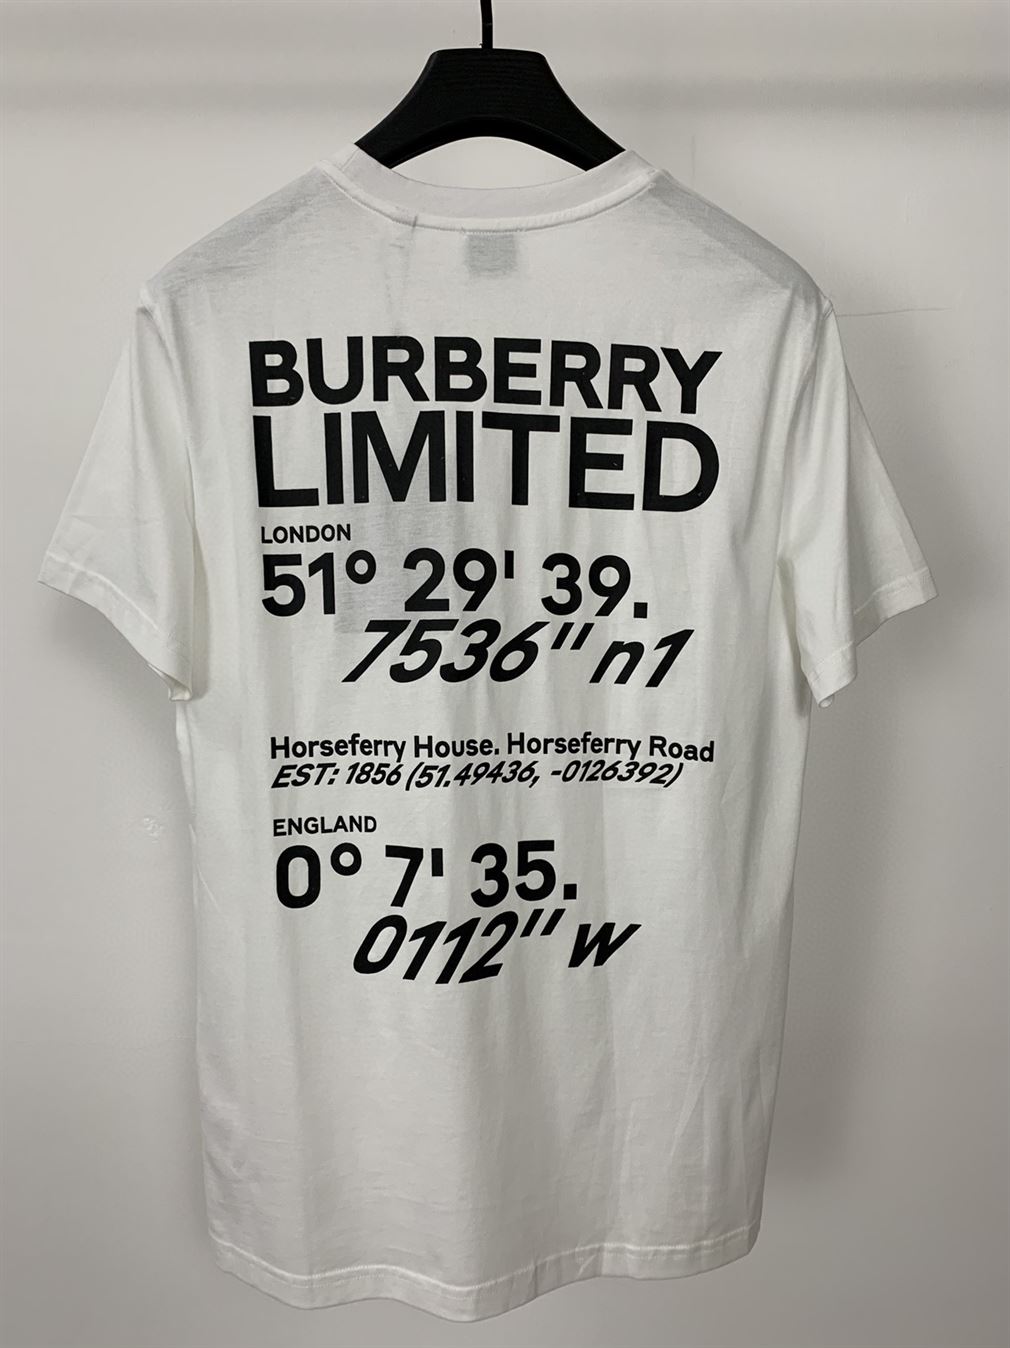 BURBERRY
LIMITED
LONDON
51° 29' 39.
7536" n1
Horseferry House. Horseferry Road
EST: 1856 (51.49436, -0126392)
ENGLAND
0° 7' 35.
0112" w